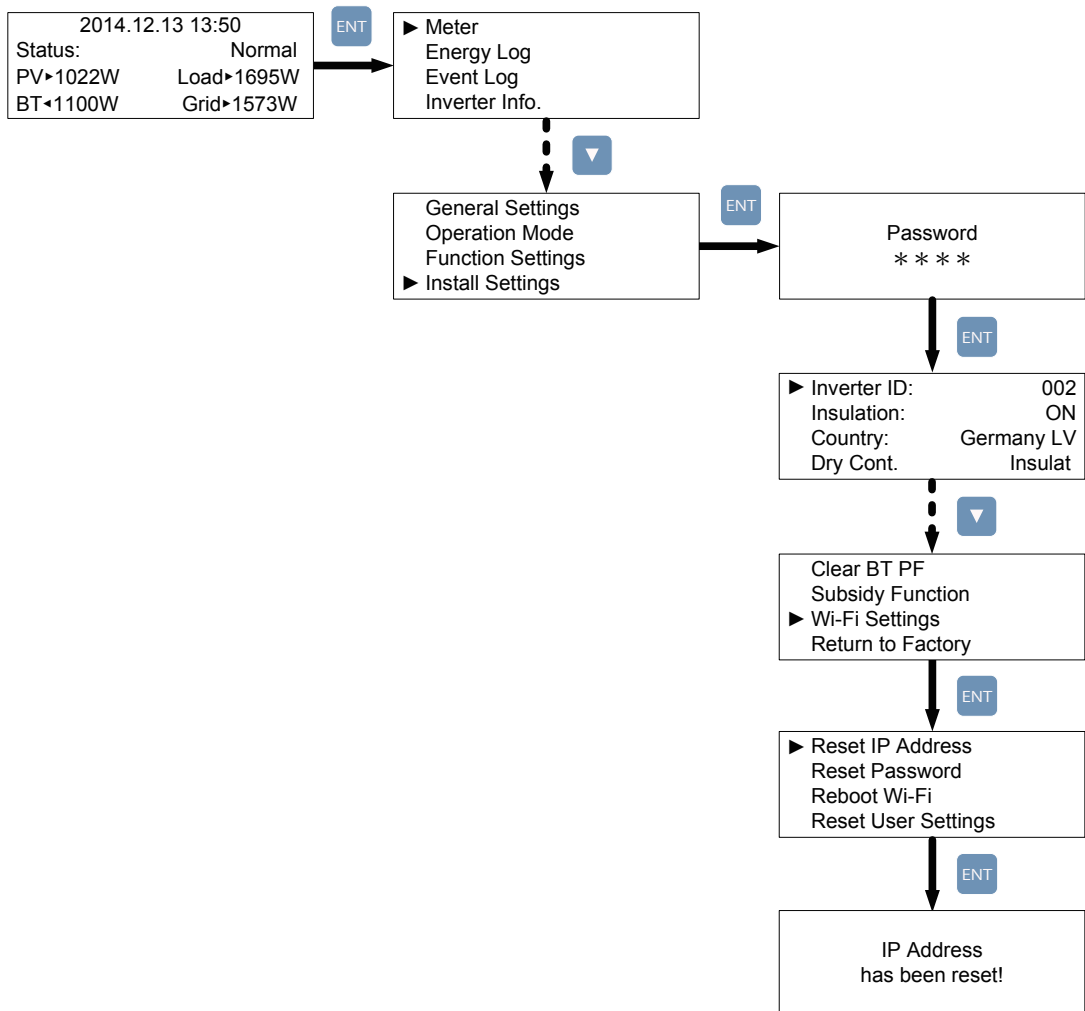 2014.12.13 13:50
Status: Normal
PV▸1022W Load▸1695W
BT◂1100W Grid▸1573W
ENT
► Meter
Energy Log
Event Log
Inverter Info.
▼
General Settings
Operation Mode
Function Settings
► Install Settings
ENT
Password
****
ENT
► Inverter ID: 002
Insulation: ON
Country: Germany LV
Dry Cont. Insulat
▼
Clear BT PF
Subsidy Function
► Wi-Fi Settings
Return to Factory
ENT
► Reset IP Address
Reset Password
Reboot Wi-Fi
Reset User Settings
ENT
IP Address
has been reset!